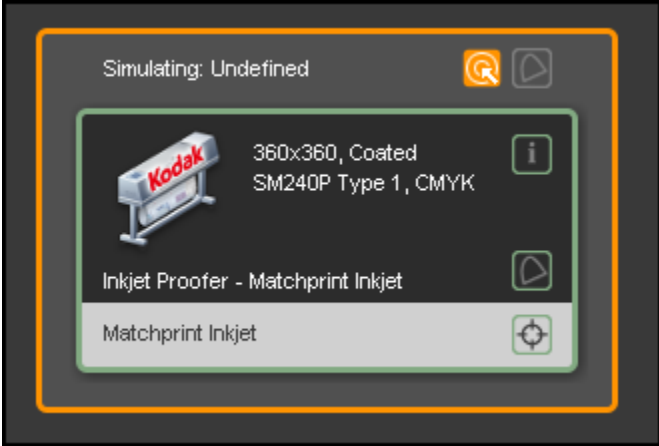 Simulating: Undefined
Kodak
360x360, Coated
SM240P Type 1, CMYK
i
Inkjet Proofer - Matchprint Inkjet
Matchprint Inkjet